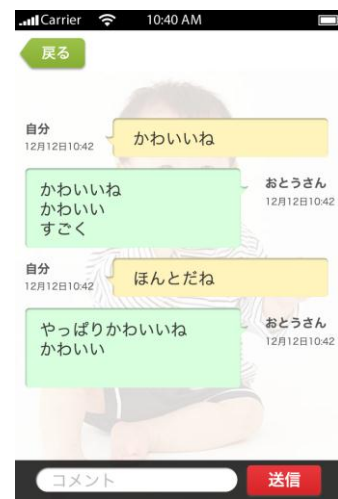 Carrier 10:40 AM
戻る
自分
12月12日10:42
かわいいね
かわいいね
かわいい
すごく
おとうさん
12月12日10:42
自分
12月12日10:42
ほんとだね
やっぱりかわいいね
かわいい
おとうさん
12月12日10:42
コメント
送信